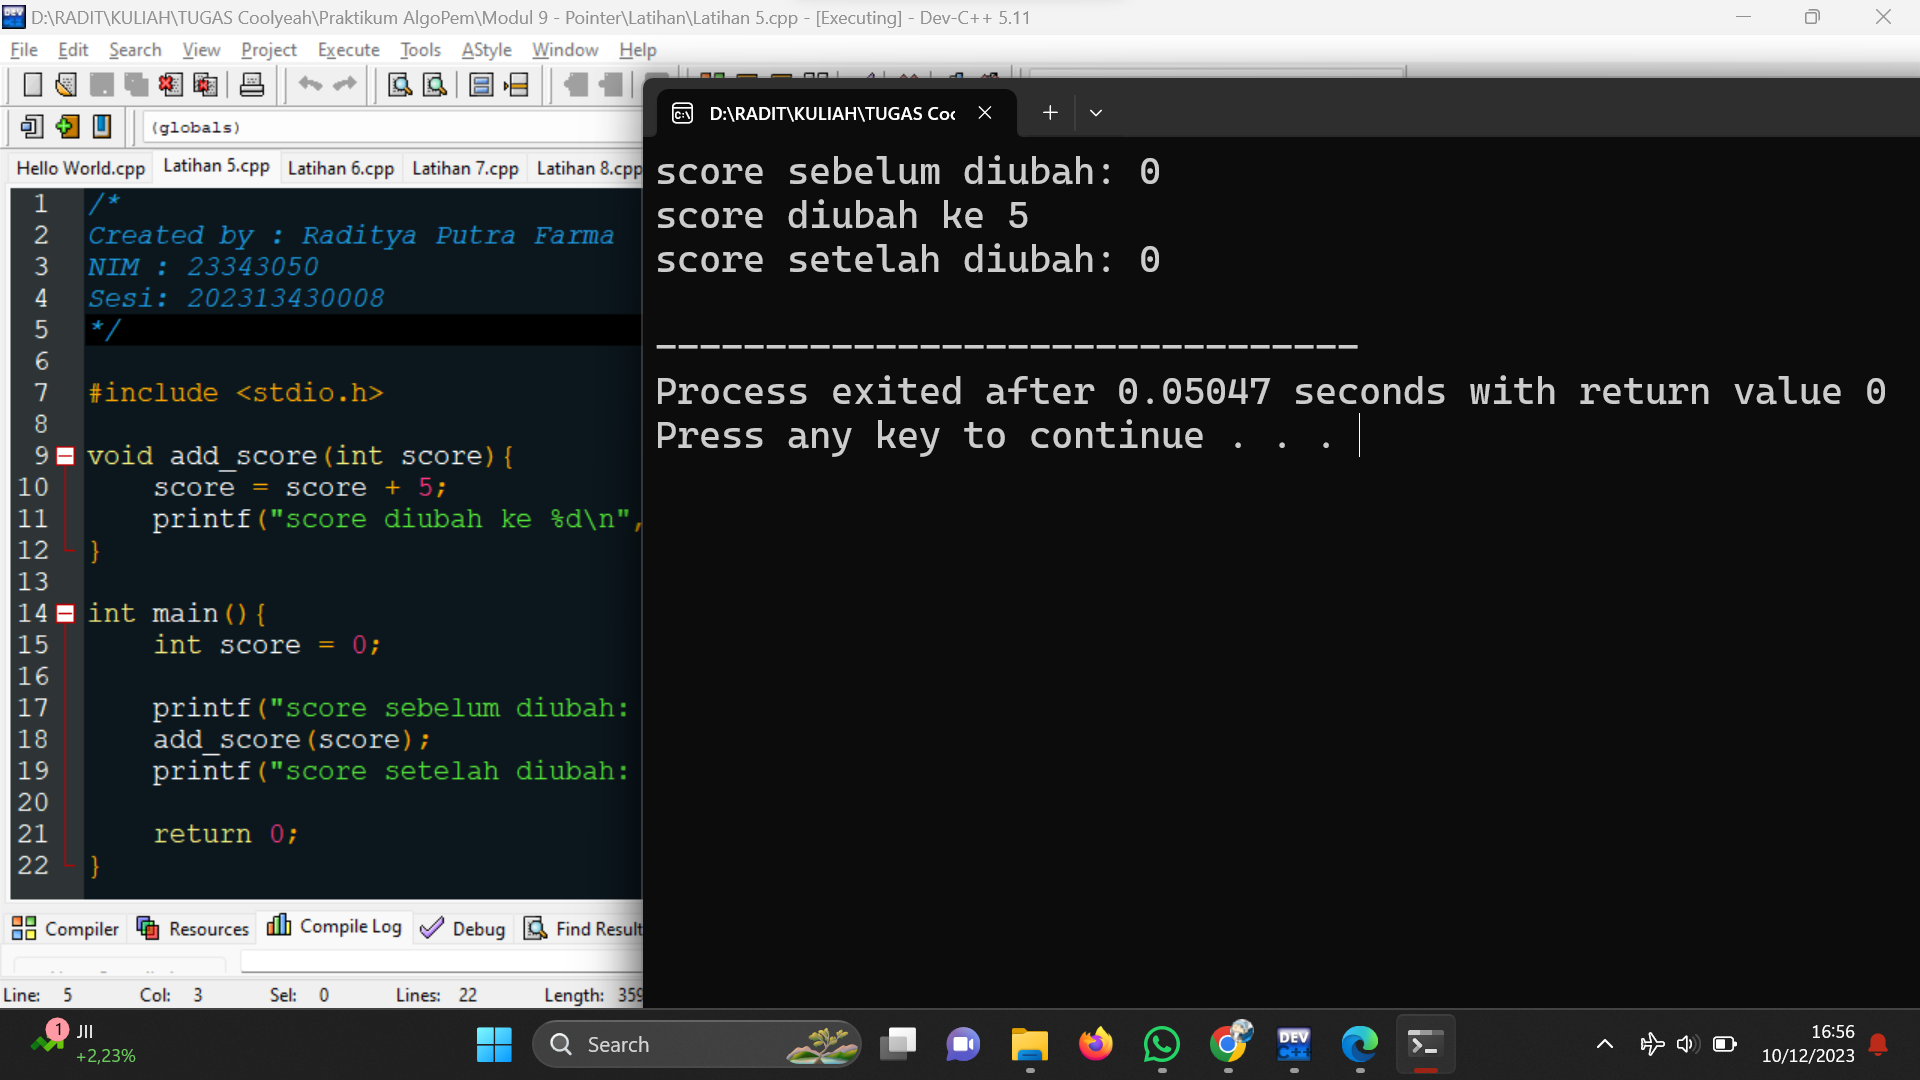 D:\RADIT\KULIAH\TUGAS Coolyeah\Praktikum AlgoPem\Modul 9 - Pointer\Latihan\Latihan 5.cpp - [Executing] - Dev-C++ 5.11
File Edit Search View Project Execute Tools AStyle Window Help
(globals)
Hello World.cpp Latihan 5.cpp Latihan 6.cpp Latihan 7.cpp Latihan 8.cpp
1 /*
2 Created by : Raditya Putra Farma
3 NIM : 23343050
4 Sesi: 202313430008
5 */
6
7 #include <stdio.h>
8
9 void add_score(int score){
10 score = score + 5;
11 printf("score diubah ke %d\n",
12 }
13
14 int main(){
15 int score = 0;
16
17 printf("score sebelum diubah:
18 add_score(score);
19 printf("score setelah diubah:
20
21 return 0;
22 }
Compiler Resources Compile Log Debug Find Result
Line: 5 Col: 3 Sel: 0 Lines: 22 Length: 359
D:\RADIT\KULIAH\TUGAS Coo
score sebelum diubah: 0
score diubah ke 5
score setelah diubah: 0
--------------------------------
Process exited after 0.05047 seconds with return value 0
Press any key to continue . . .
1
JII
+2,23%
Search
DEV
C++
16:56
10/12/2023